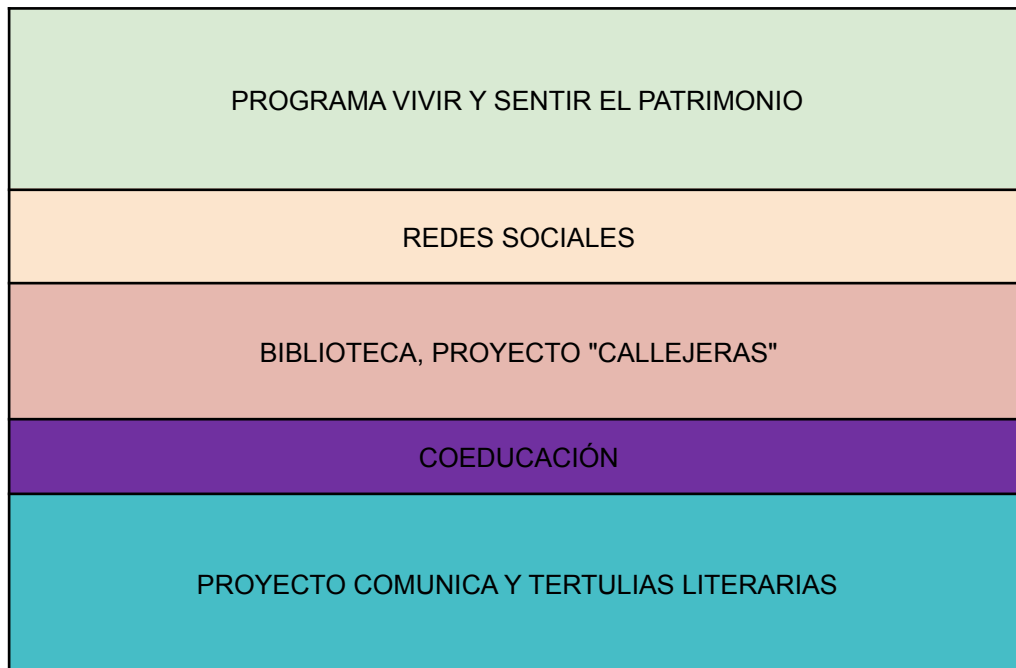 PROGRAMA VIVIR Y SENTIR EL PATRIMONIO
REDES SOCIALES
BIBLIOTECA, PROYECTO "CALLEJERAS"
COEDUCACIÓN
PROYECTO COMUNICA Y TERTULIAS LITERARIAS